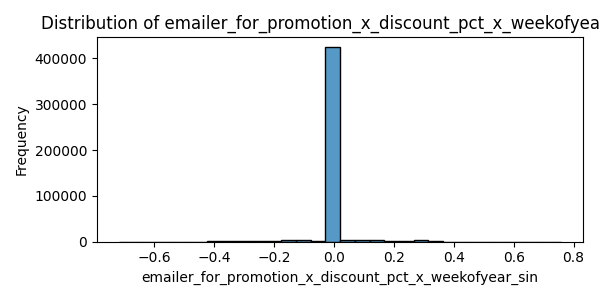 Distribution of emailer_for_promotion_x_discount_pct_x_weekofyea
400000
300000
200000
100000
0
Frequency
−0.6 −0.4 −0.2 0.0 0.2 0.4 0.6 0.8
emailer_for_promotion_x_discount_pct_x_weekofyear_sin